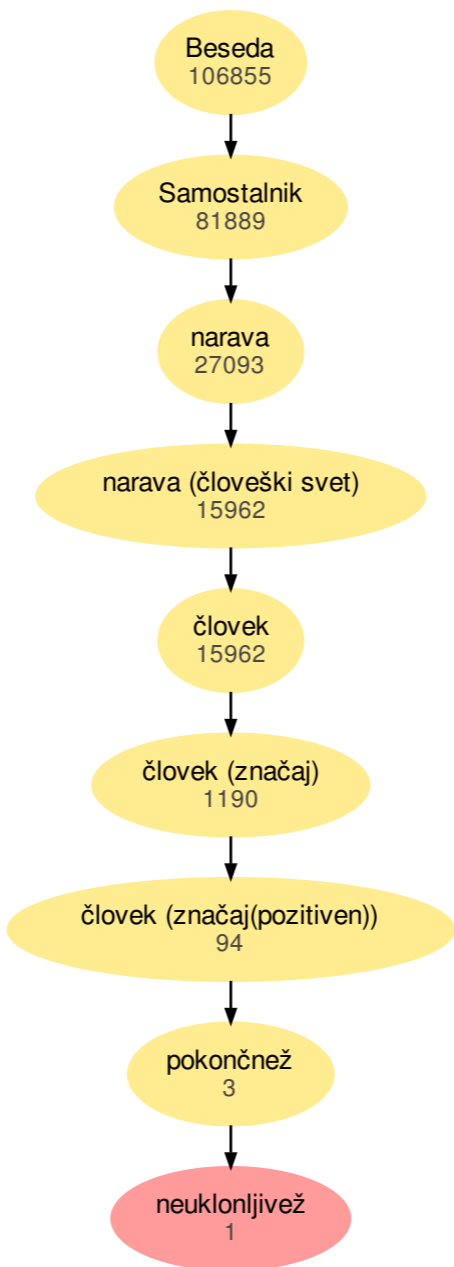 Beseda
106855
Samostalnik
81889
narava
27093
narava (človeški svet)
15962
človek
15962
človek (značaj)
1190
človek (značaj(pozitiven))
94
pokončnež
3
neuklonljivež
1